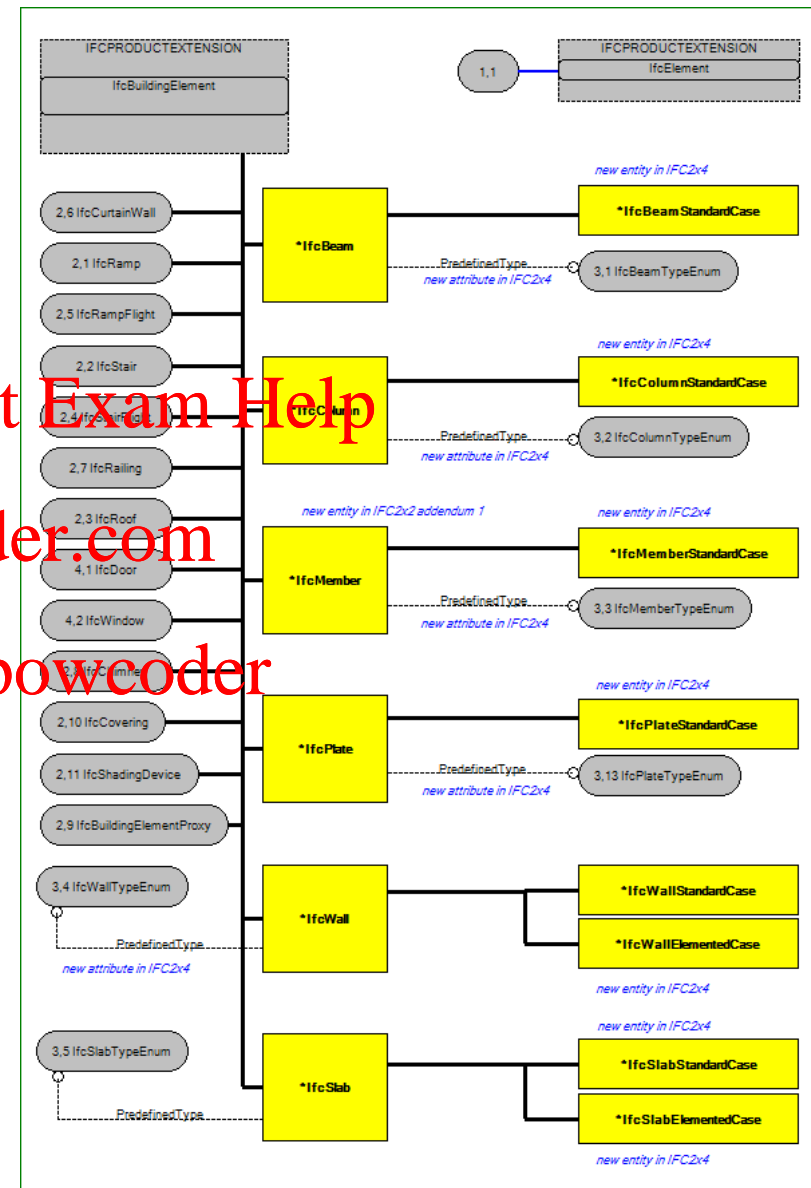 IFCPRODUCTEXTENSION
IfcBuildingElement
1,1
IFCPRODUCTEXTENSION
IfcElement
new entity in IFC2x4
2,6 IfcCurtainWall
*IfcBeam
*IfcBeamStandardCase
2,1 IfcRamp
PredefinedType
new attribute in IFC2x4
3,1 IfcBeamTypeEnum
2,5 IfcRampFlight
new entity in IFC2x4
2,2 IfcStair
*IfcColumnStandardCase
t Exam Help
2,4 IfcStairFlight
*IfcColumn
PredefinedType
new attribute in IFC2x4
3,2 IfcColumnTypeEnum
2,7 IfcRailing
new entity in IFC2x2 addendum 1
new entity in IFC2x4
2,3 IfcRoof
der.com
*IfcMemberStandardCase
4,1 IfcDoor
*IfcMember
PredefinedType
new attribute in IFC2x4
3,3 IfcMemberTypeEnum
4,2 IfcWindow
powcoder
IfcChimney
new entity in IFC2x4
2,10 IfcCovering
*IfcPlate
*IfcPlateStandardCase
2,11 IfcShadingDevice
PredefinedType
new attribute in IFC2x4
3,13 IfcPlateTypeEnum
2,9 IfcBuildingElementProxy
3,4 IfcWallTypeEnum
*IfcWall
*IfcWallStandardCase
PredefinedType
new attribute in IFC2x4
*IfcWallElementedCase
new entity in IFC2x4
new entity in IFC2x4
3,5 IfcSlabTypeEnum
*IfcSlab
*IfcSlabStandardCase
PredefinedType
*IfcSlabElementedCase
new entity in IFC2x4